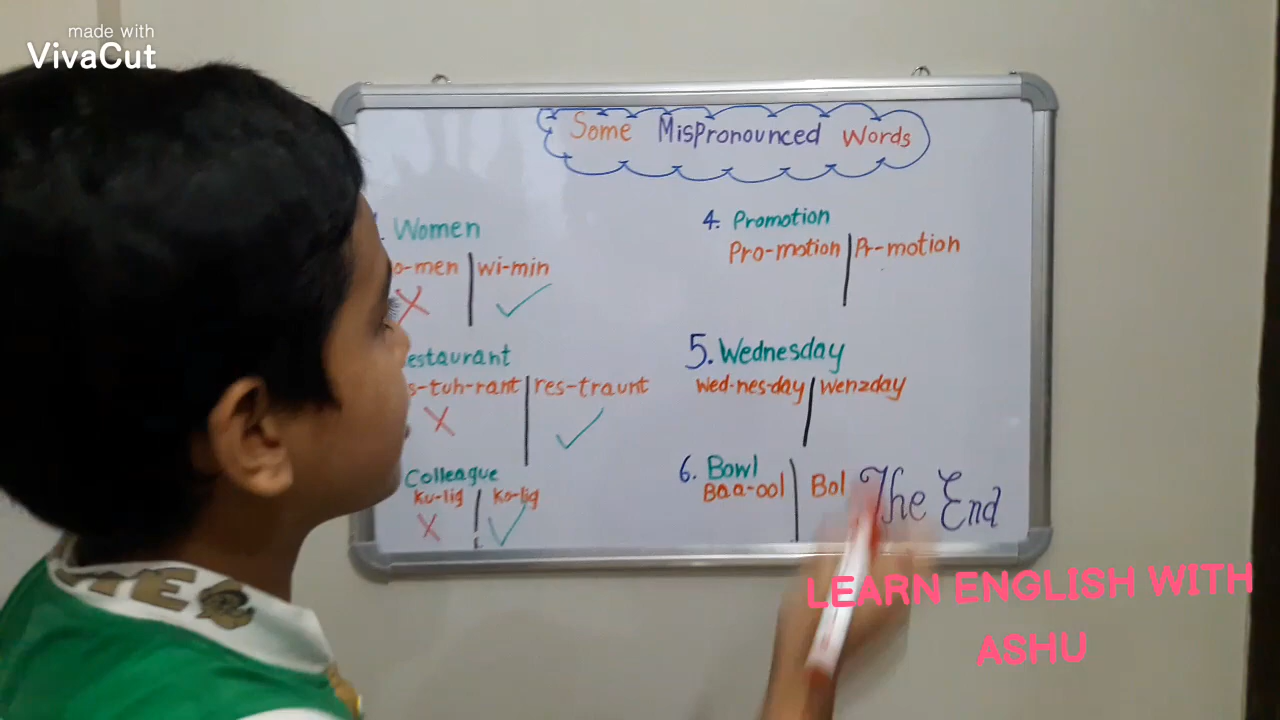 made with
VivaCut
Some Mispronounced Words
Women
o-men | wi-min
estaurant
s-tuh-rant | res-traunt
Colleague
Ku-lig | Ko-lig
4. Promotion
Pro-motion | Pr-motion
5. Wednesday
wed-nes-day | wenzday
6. Bowl
Baa-ool | Bol
The End
LEARN ENGLISH WITH
ASHU